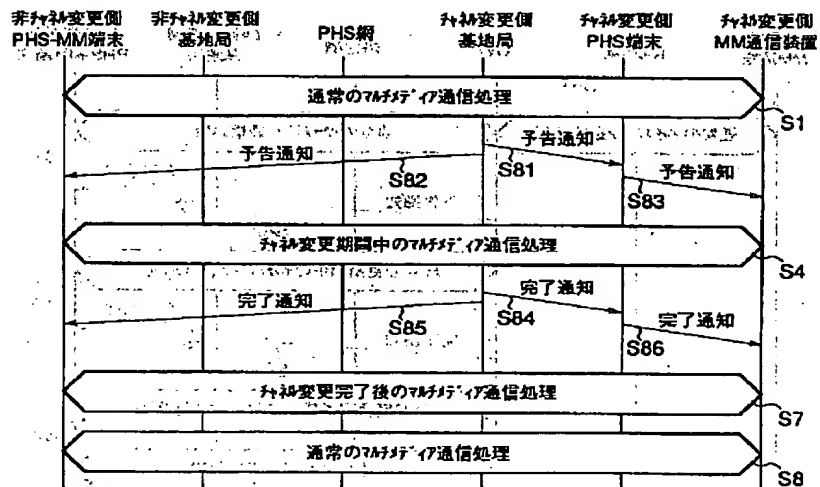 非チャネル変更側
PHS-MM端末
非チャネル変更側
基地局
PHS網
チャネル変更側
基地局
チャネル変更側
PHS端末
チャネル変更側
MM通信装置
通常のマルチメディア通信処理
S1
予告通知
S82
予告通知
S81
予告通知
S83
チャネル変更期間中のマルチメディア通信処理
S4
完了通知
S85
完了通知
S84
完了通知
S86
チャネル変更完了後のマルチメディア通信処理
S7
通常のマルチメディア通信処理
S8